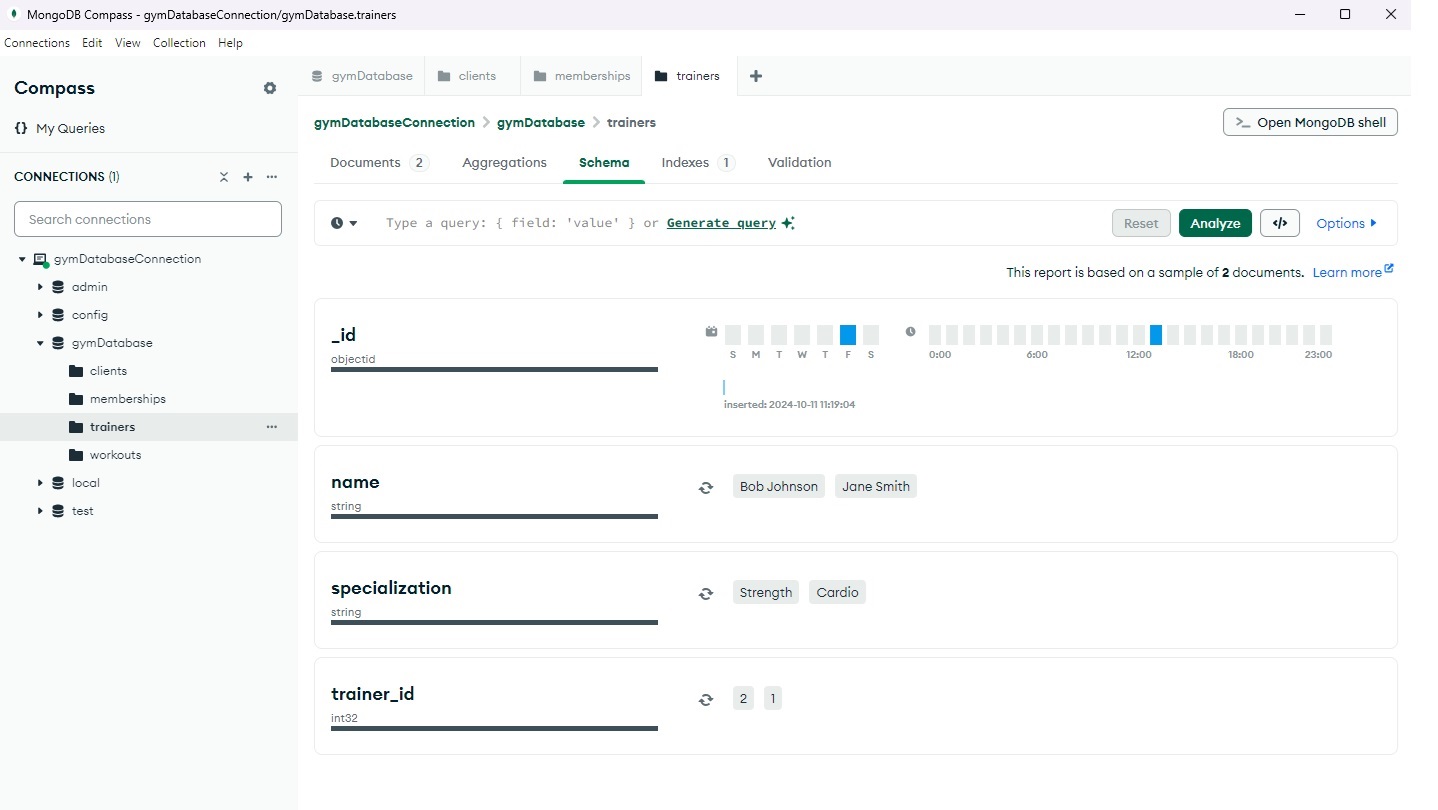 MongoDB Compass - gymDatabaseConnection/gymDatabase.trainers
Connections Edit View Collection Help
Compass
My Queries
CONNECTIONS (1)
Search connections
gymDatabaseConnection
admin
config
gymDatabase
clients
memberships
trainers
workouts
local
test
gymDatabase clients memberships trainers
gymDatabaseConnection > gymDatabase > trainers
>_ Open MongoDB shell
Documents 2 Aggregations Schema Indexes 1 Validation
Type a query: { field: 'value' } or Generate query
Reset Analyze </> Options
This report is based on a sample of 2 documents. Learn more
_id
objectid
S M T W T F S
0:00 6:00 12:00 18:00 23:00
inserted: 2024-10-11 11:19:04
name
string
Bob Johnson Jane Smith
specialization
string
Strength Cardio
trainer_id
int32
2 1